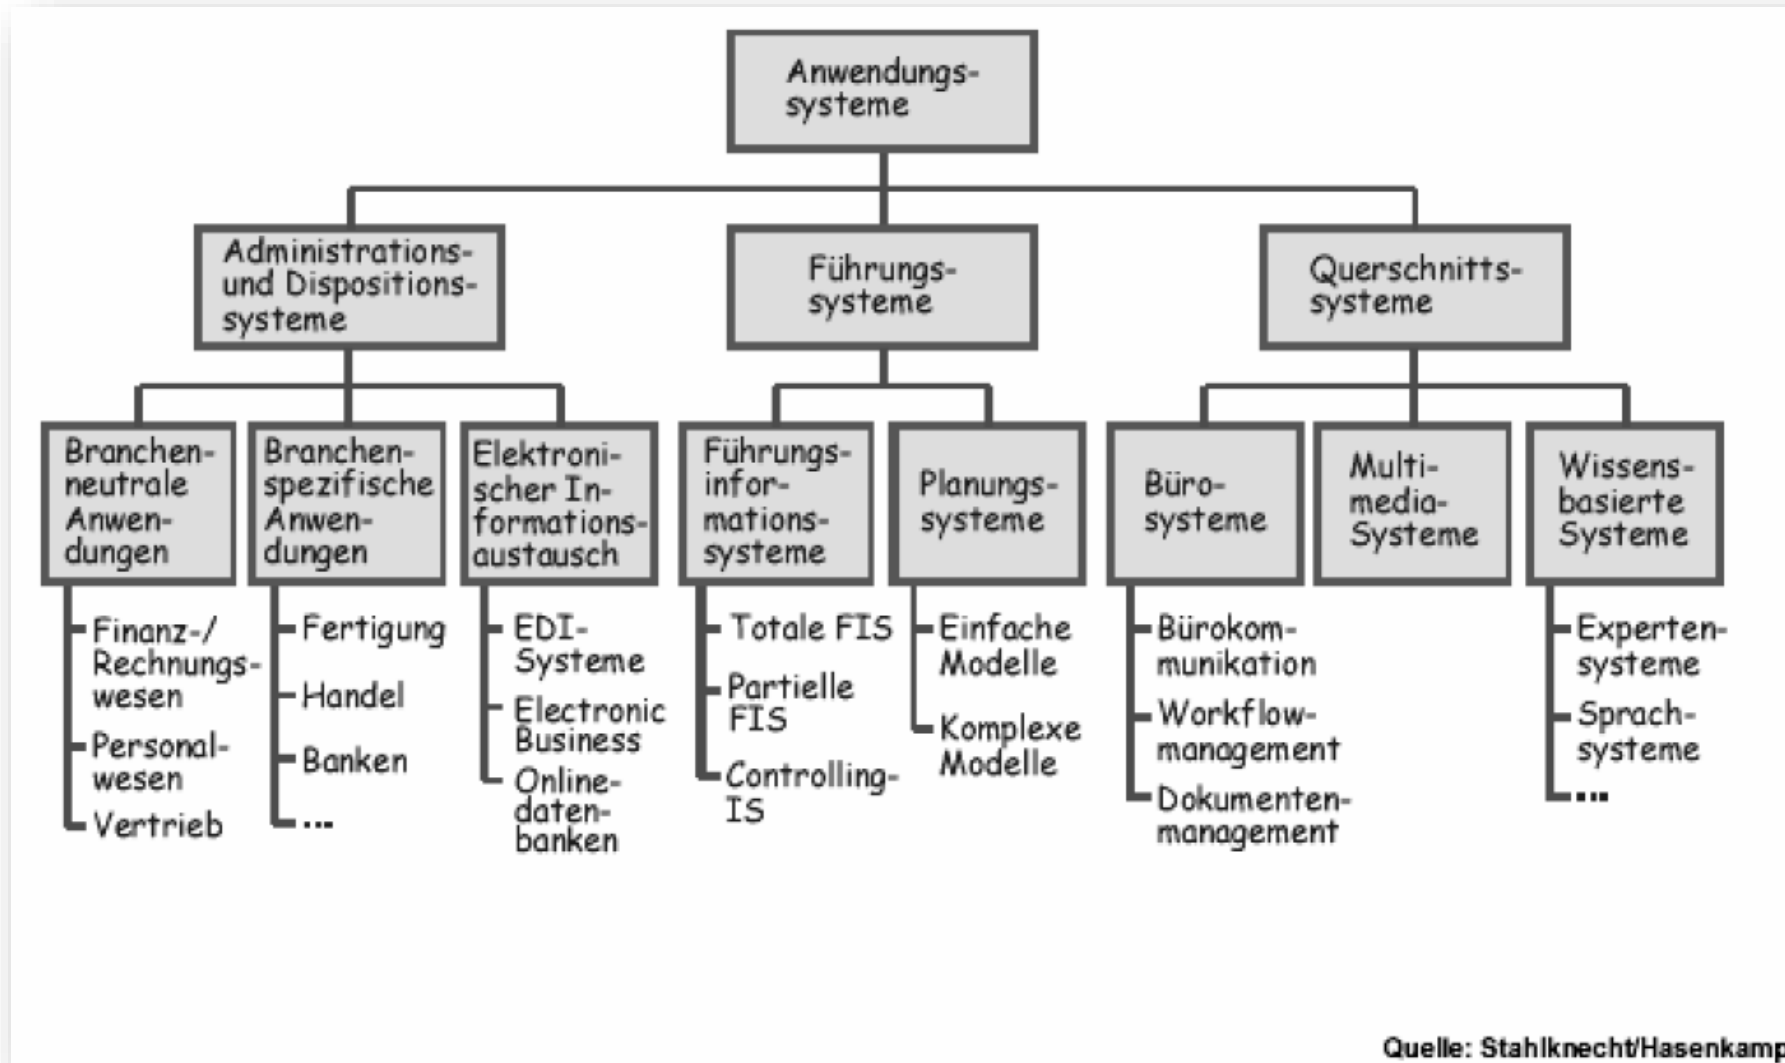 Anwendungs-
systeme
Administrations-
und Dispositions-
systeme
Führungs-
systeme
Querschnitts-
systeme
Branchen-
neutrale
Anwen-
dungen
Branchen-
spezifische
Anwen-
dungen
Elektroni-
scher In-
formations-
austausch
Führungs-
infor-
mations-
systeme
Planungs-
systeme
Büro-
systeme
Multi-
media-
Systeme
Wissens-
basierte
Systeme
Finanz-/
Rechnungs-
wesen
Personal-
wesen
Vertrieb
Fertigung
Handel
Banken
...
EDI-
Systeme
Electronic
Business
Online-
daten-
banken
Totale FIS
Partielle
FIS
Controlling-
IS
Einfache
Modelle
Komplexe
Modelle
Bürokom-
munikation
Workflow-
management
Dokumenten-
management
Experten-
systeme
Sprach-
systeme
...
Quelle: Stahlknecht/Hasenkamp